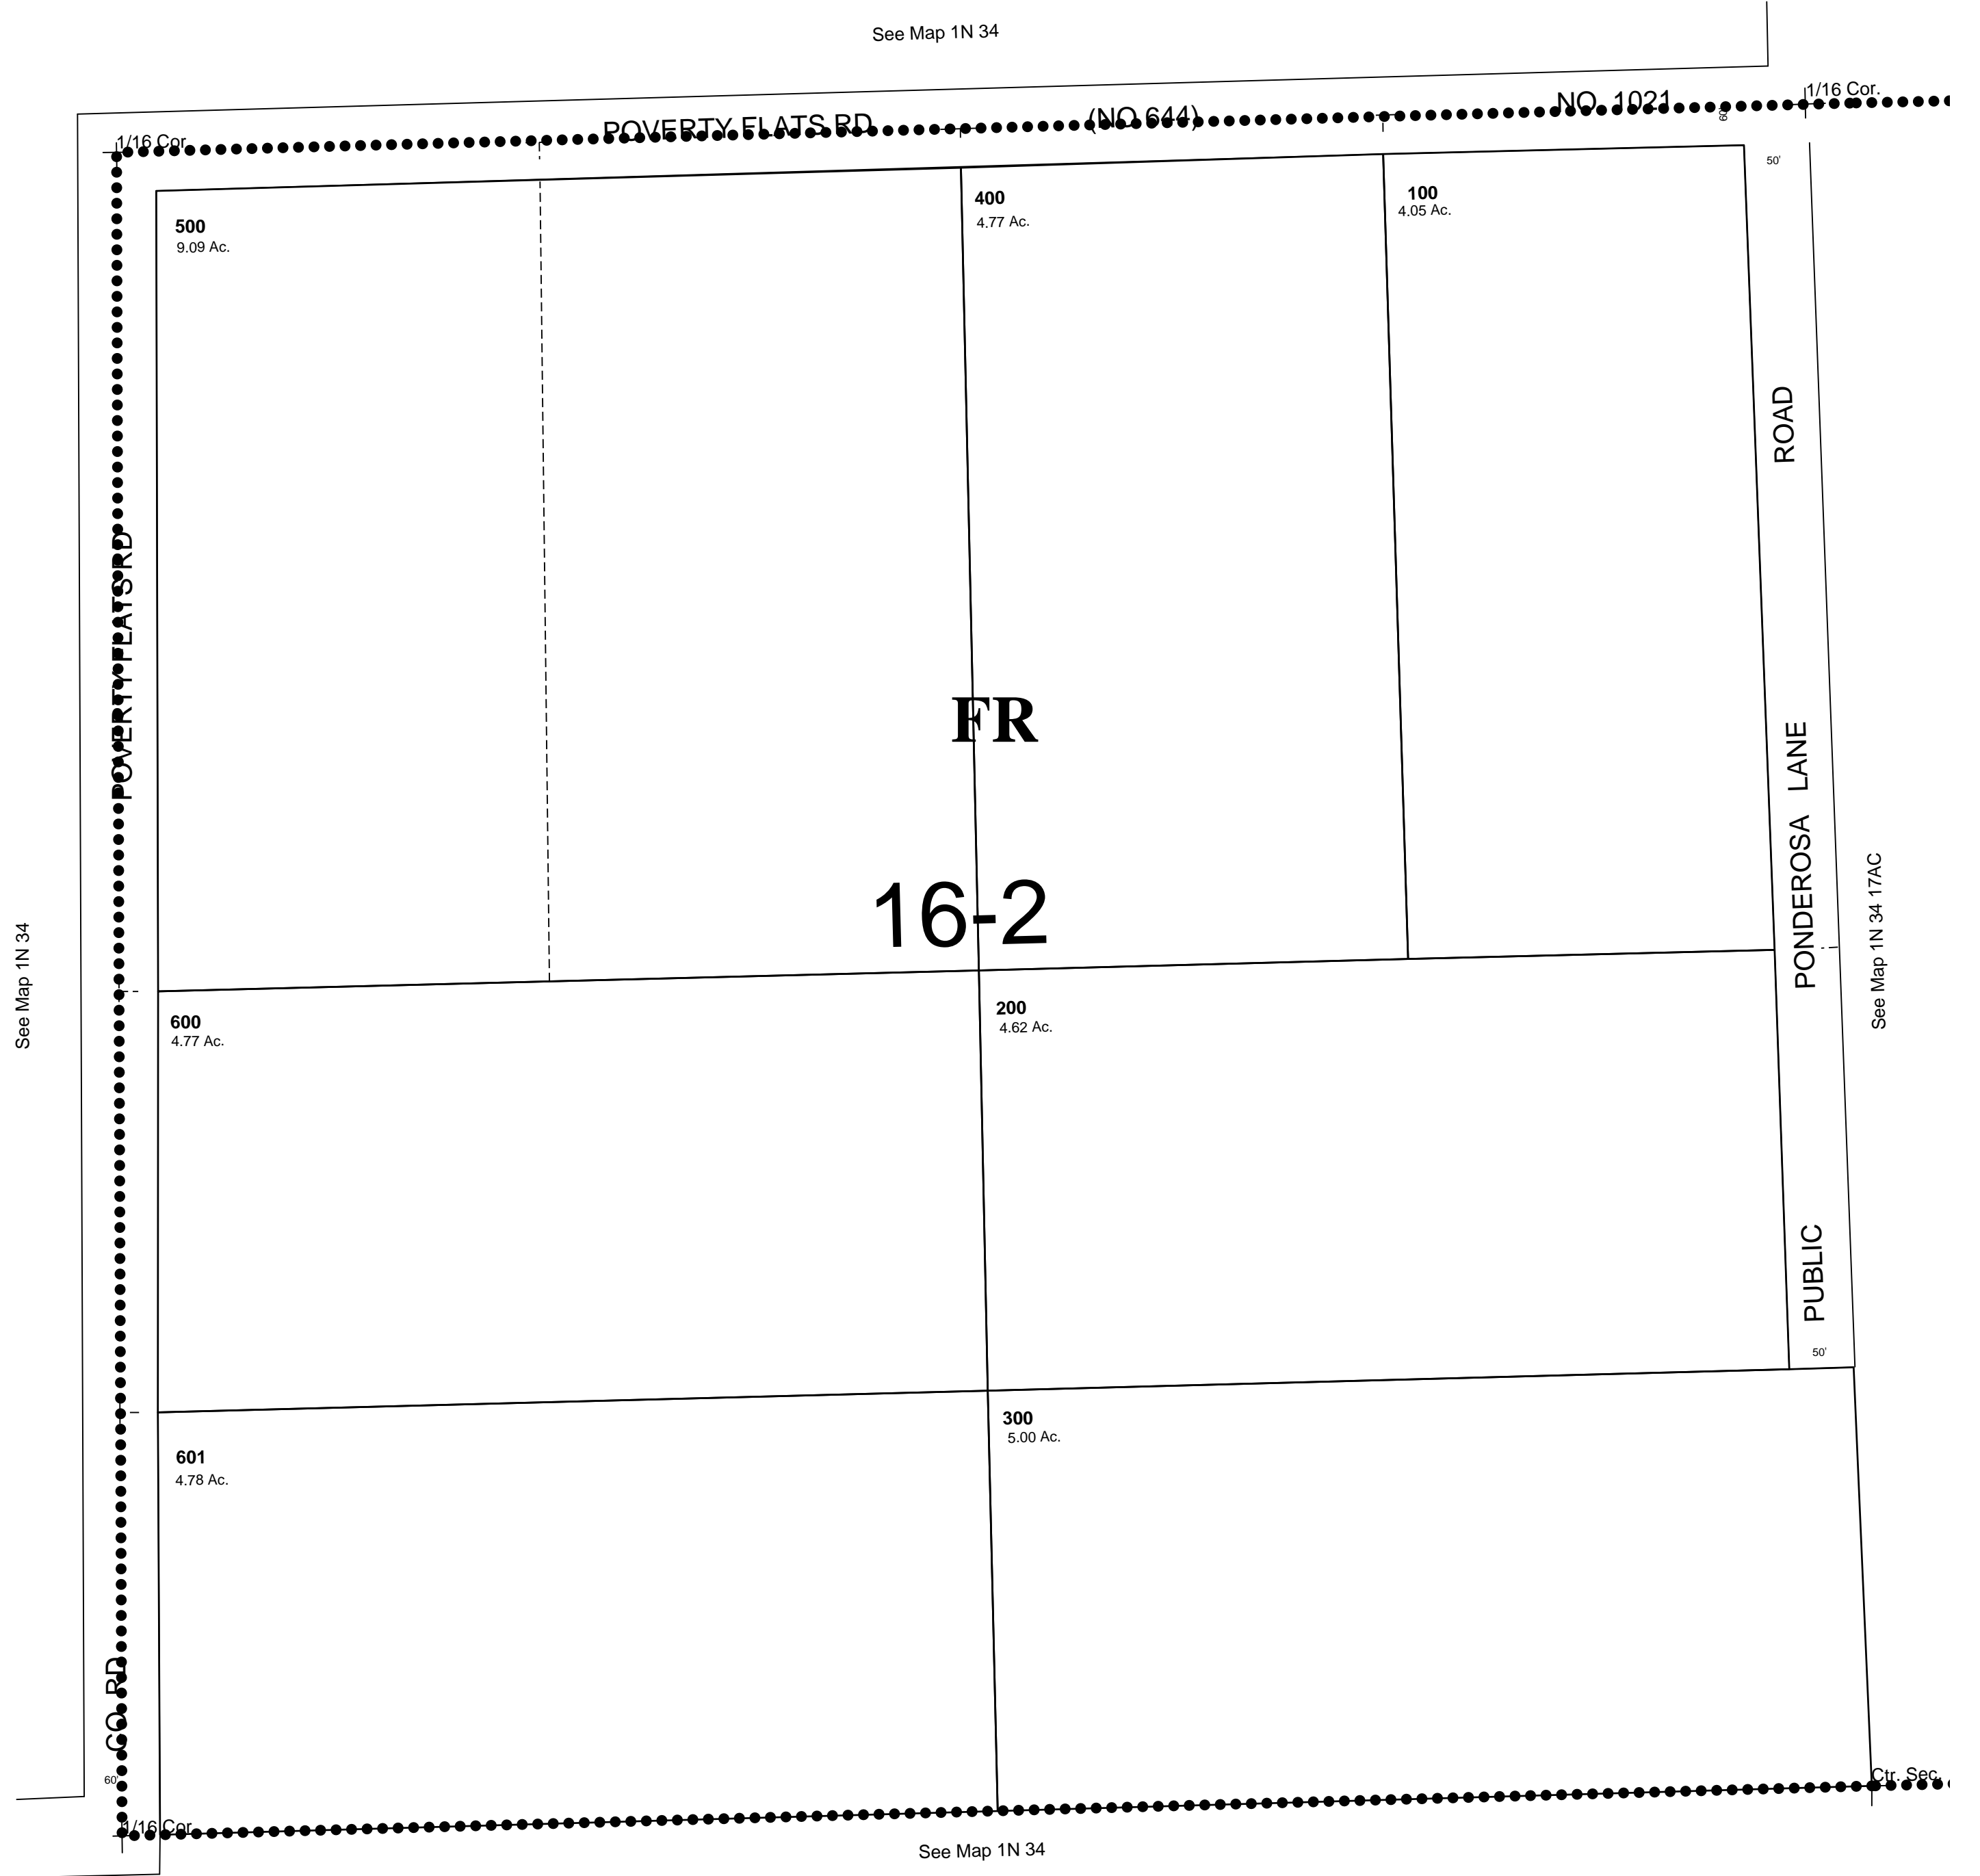 See Map 1N 34
1/16 Cor.
POVERTY FLATS RD (NO 644) NO. 1021
1/16 Cor.
60'
50'
500
9.09 Ac.
400
4.77 Ac.
100
4.05 Ac.
ROAD
POVERTY FLATS RD
FR
LANE
PONDEROSA
16-2
See Map 1N 34
See Map 1N 34 17AC
600
4.77 Ac.
200
4.62 Ac.
PUBLIC
50'
300
5.00 Ac.
601
4.78 Ac.
CO. RD
60'
Ctr. Sec.
1/16 Cor.
See Map 1N 34